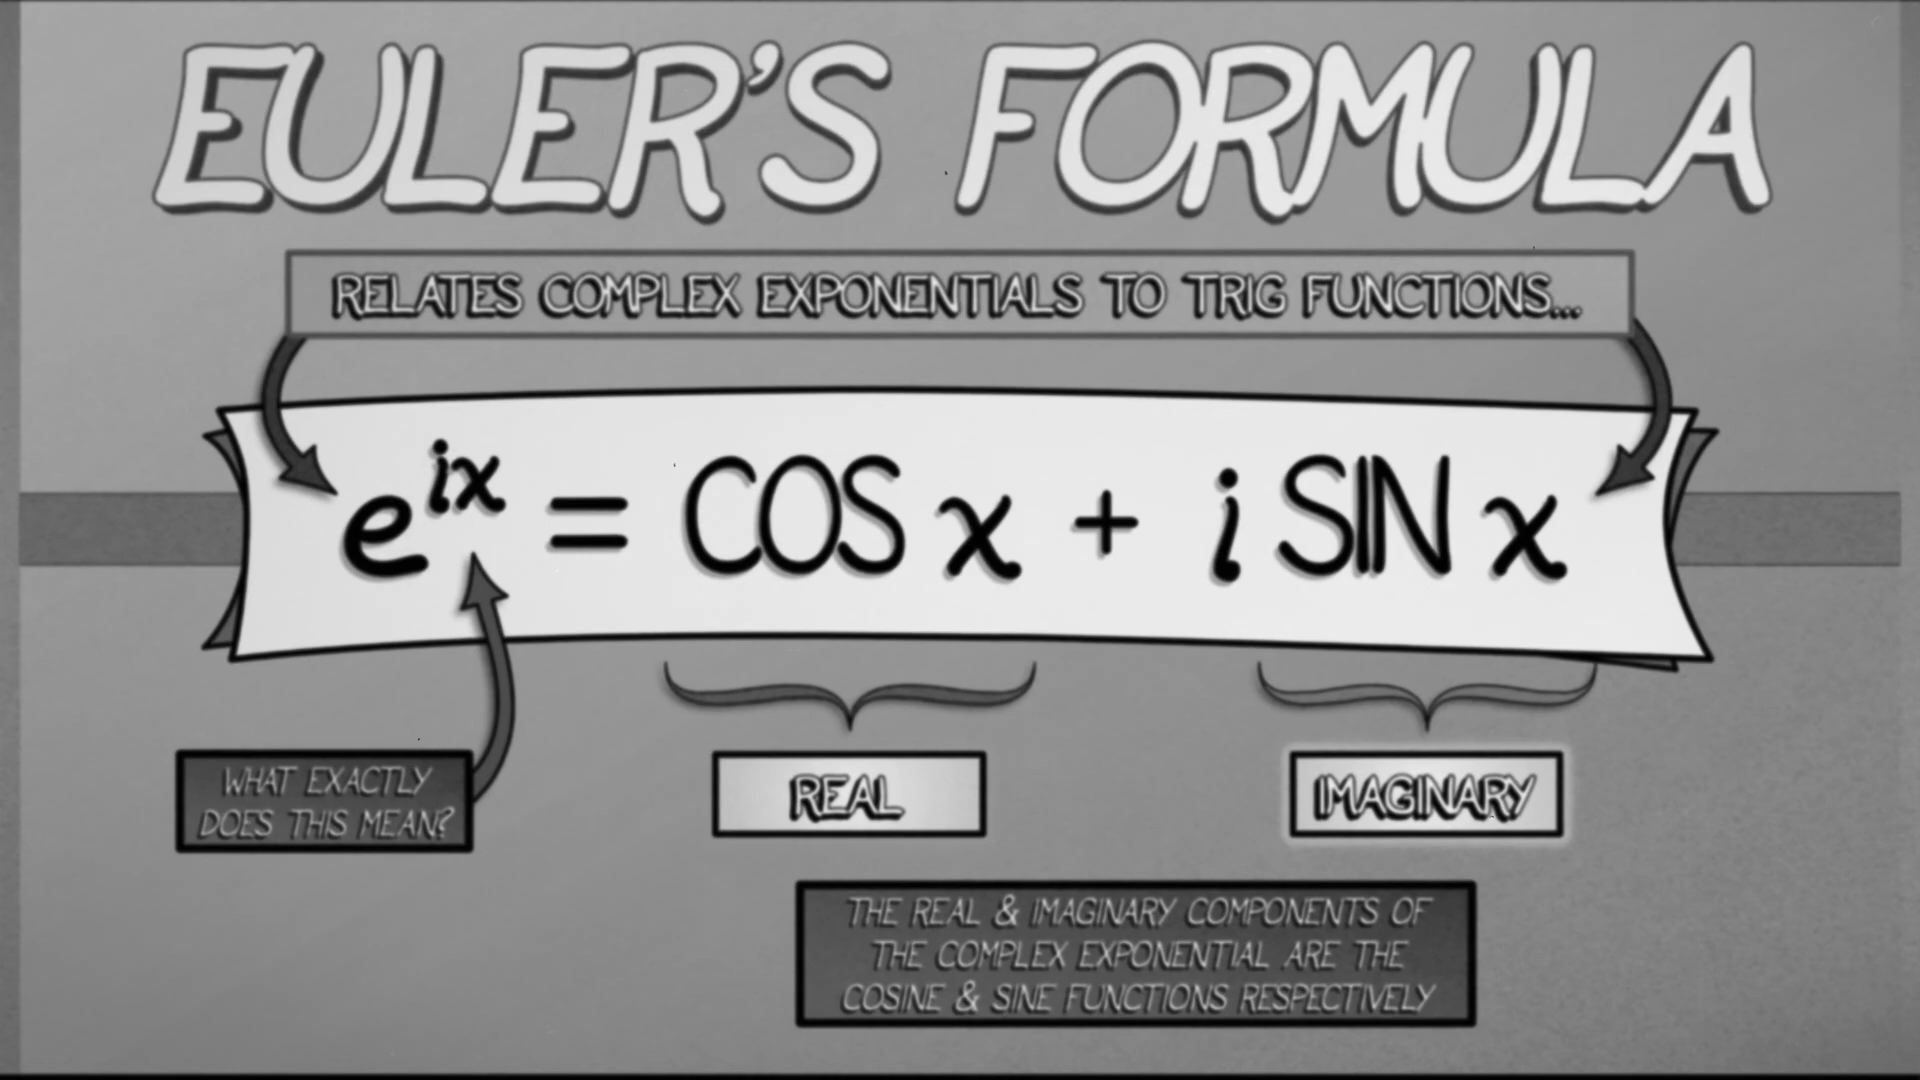 EULER'S FORMULA
RELATES COMPLEX EXPONENTIALS TO TRIG FUNCTIONS...
e^{ix} = COS x + i SIN x
WHAT EXACTLY
DOES THIS MEAN?
REAL
IMAGINARY
THE REAL & IMAGINARY COMPONENTS OF
THE COMPLEX EXPONENTIAL ARE THE
COSINE & SINE FUNCTIONS RESPECTIVELY